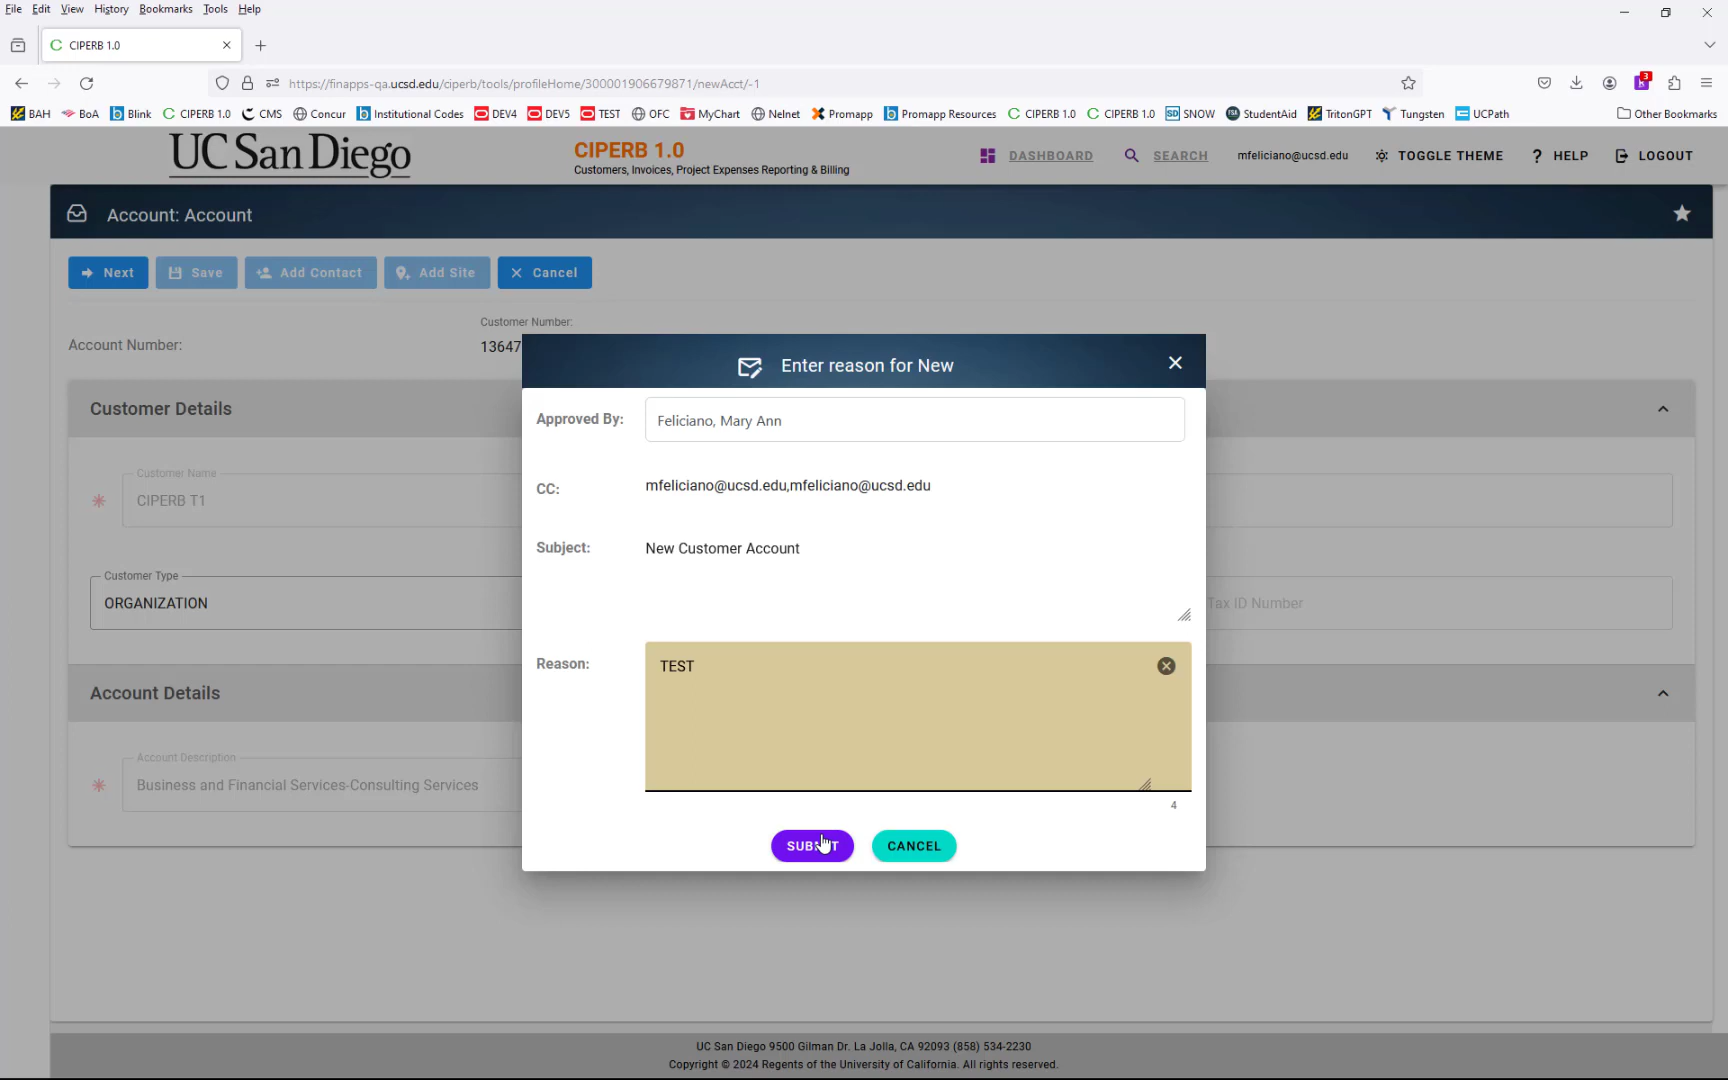 File Edit View History Bookmarks Tools Help
CIPERB 1.0
https://finapps-qa.ucsd.edu/ciperb/tools/profileHome/300001906679871/newAcct/-1
3
BAH BoA Blink CIPERB 1.0 CMS Concur Institutional Codes DEV4 DEV5 TEST OFC MyChart Nelnet Promapp Promapp Resources CIPERB 1.0 CIPERB 1.0 SNOW StudentAid TritonGPT Tungsten UCPath Other Bookmarks
UC San Diego
CIPERB 1.0
Customers, Invoices, Project Expenses Reporting & Billing
DASHBOARD SEARCH mfeliciano@ucsd.edu TOGGLE THEME ? HELP LOGOUT
Account: Account
Next Save Add Contact Add Site Cancel
Customer Number:
Account Number: 13647
Enter reason for New
Approved By: Feliciano, Mary Ann
Customer Details
Customer Name
CC: mfeliciano@ucsd.edu,mfeliciano@ucsd.edu
CIPERB T1
Subject: New Customer Account
Customer Type
ORGANIZATION
Tax ID Number
Reason: TEST
Account Details
Account Description
Business and Financial Services-Consulting Services
4
SUBMIT CANCEL
UC San Diego 9500 Gilman Dr. La Jolla, CA 92093 (858) 534-2230
Copyright © 2024 Regents of the University of California. All rights reserved.